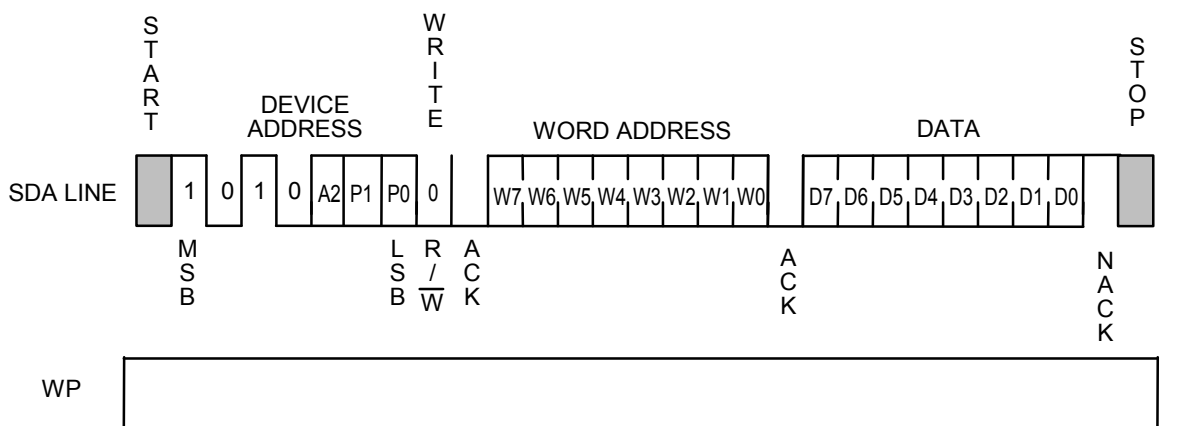 START
WRITE
STOP
DEVICE
ADDRESS
WORD ADDRESS
DATA
SDA LINE
1 0 1 0 A2 P1 P0 0 W7 W6 W5 W4 W3 W2 W1 W0 D7 D6 D5 D4 D3 D2 D1 D0
MSB
LSB
R/W̅
ACK
ACK
NACK
WP